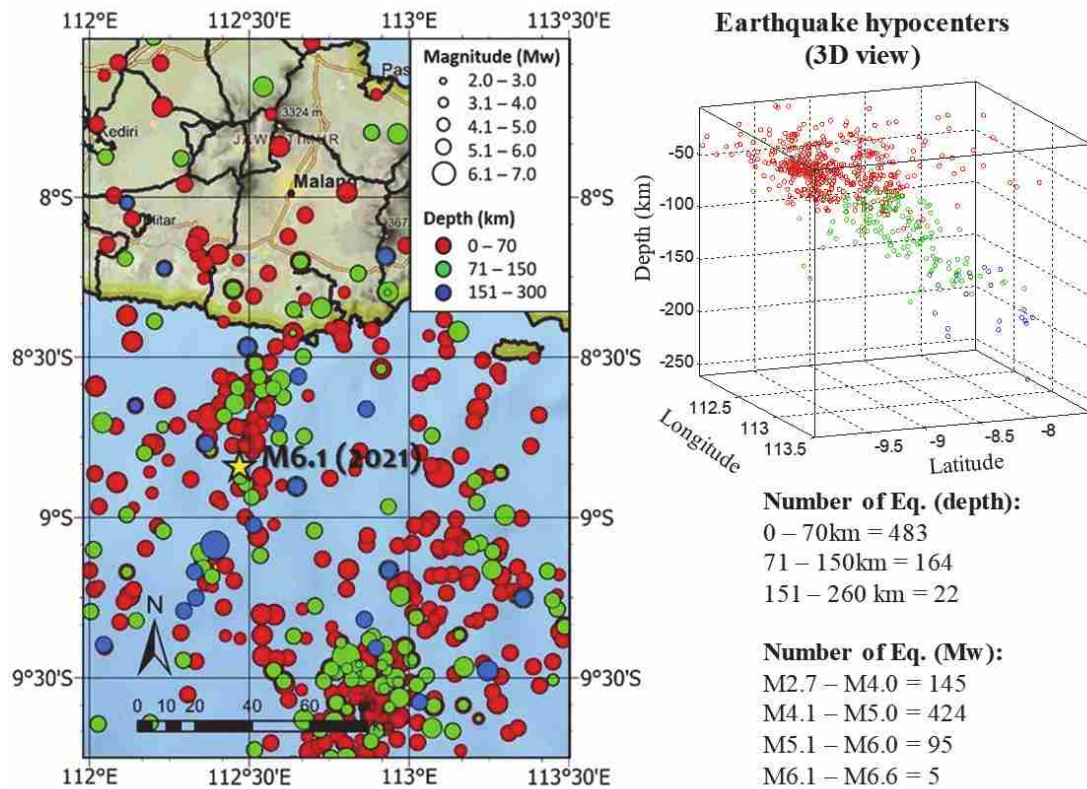 112°E
112°30'E
113°E
113°30'E
Magnitude (Mw)
2.0 – 3.0
3.1 – 4.0
4.1 – 5.0
5.1 – 6.0
6.1 – 7.0
Depth (km)
0 – 70
71 – 150
151 – 300
Pas
3324 m
Kediri
JAWA TIMUR
Malang
8°S
8°S
367
8°30'S
8°30'S
M6.1 (2021)
9°S
9°S
N
9°30'S
9°30'S
0 10 20 40 60
112°E
112°30'E
113°E
113°30'E
Earthquake hypocenters
(3D view)
Depth (km)
-50
-100
-150
-200
-250
112.5
113
113.5
Longitude
-9.5
-9
-8.5
-8
Latitude
Number of Eq. (depth):
0 – 70km = 483
71 – 150km = 164
151 – 260 km = 22
Number of Eq. (Mw):
M2.7 – M4.0 = 145
M4.1 – M5.0 = 424
M5.1 – M6.0 = 95
M6.1 – M6.6 = 5